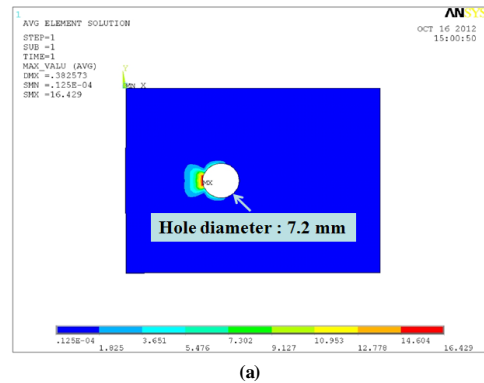 1
AVG ELEMENT SOLUTION
STEP=1
SUB =1
TIME=1
MAX_VALU (AVG)
DMX =.382573
SMN =.125E-04
SMX =16.429
ANSYS
OCT 16 2012
15:00:50
Y
MN X
MX
Hole diameter : 7.2 mm
.125E-04 3.651 7.302 10.953 14.604
1.825 5.476 9.127 12.778 16.429
(a)